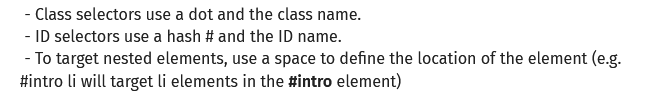 - Class selectors use a dot and the class name.
- ID selectors use a hash # and the ID name.
- To target nested elements, use a space to define the location of the element (e.g.
#intro li will target li elements in the #intro element)